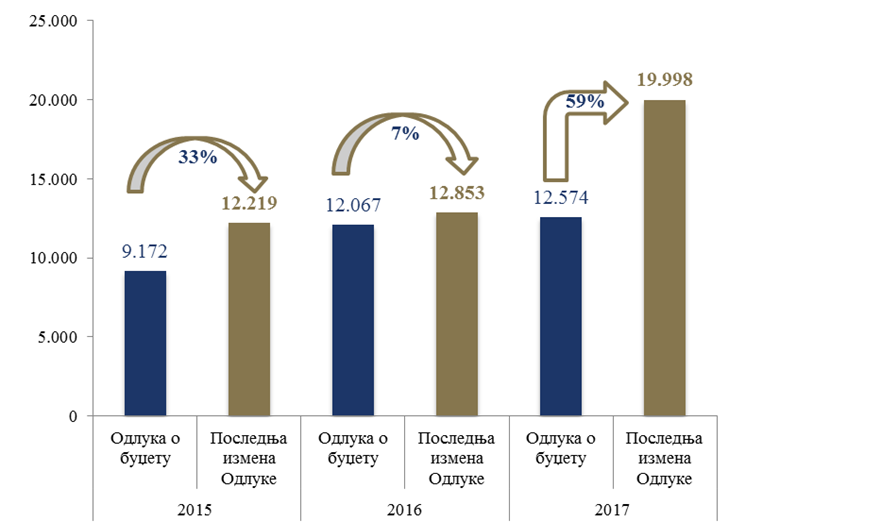 25.000
20.000
15.000
10.000
5.000
0
33%
7%
59%
9.172
12.219
12.067
12.853
12.574
19.998
Одлука о
буџету
Последња
измена
Одлуке
Одлука о
буџету
Последња
измена
Одлуке
Одлука о
буџету
Последња
измена
Одлуке
2015
2016
2017